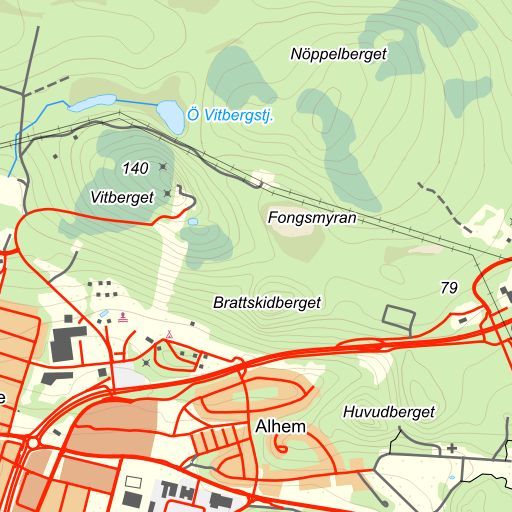 Nöppelberget
Ö Vitbergstj.
140
Vitberget
Fongsmyran
79
Brattskidberget
e
Huvudberget
Alhem